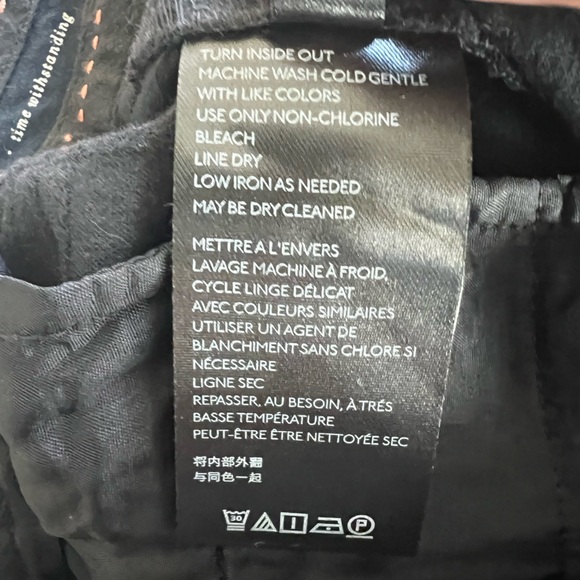 time withstanding
TURN INSIDE OUT
MACHINE WASH COLD GENTLE
WITH LIKE COLORS
USE ONLY NON-CHLORINE
BLEACH
LINE DRY
LOW IRON AS NEEDED
MAY BE DRY CLEANED
METTRE A L'ENVERS
LAVAGE MACHINE À FROID,
CYCLE LINGE DÉLICAT
AVEC COULEURS SIMILAIRES
UTILISER UN AGENT DE
BLANCHIMENT SANS CHLORE SI
NÉCESSAIRE
LIGNE SEC
REPASSER, AU BESOIN, À TRÉS
BASSE TEMPÉRATURE
PEUT-ÊTRE ÊTRE NETTOYÉE SEC
将内部外翻
与同色一起
30 P